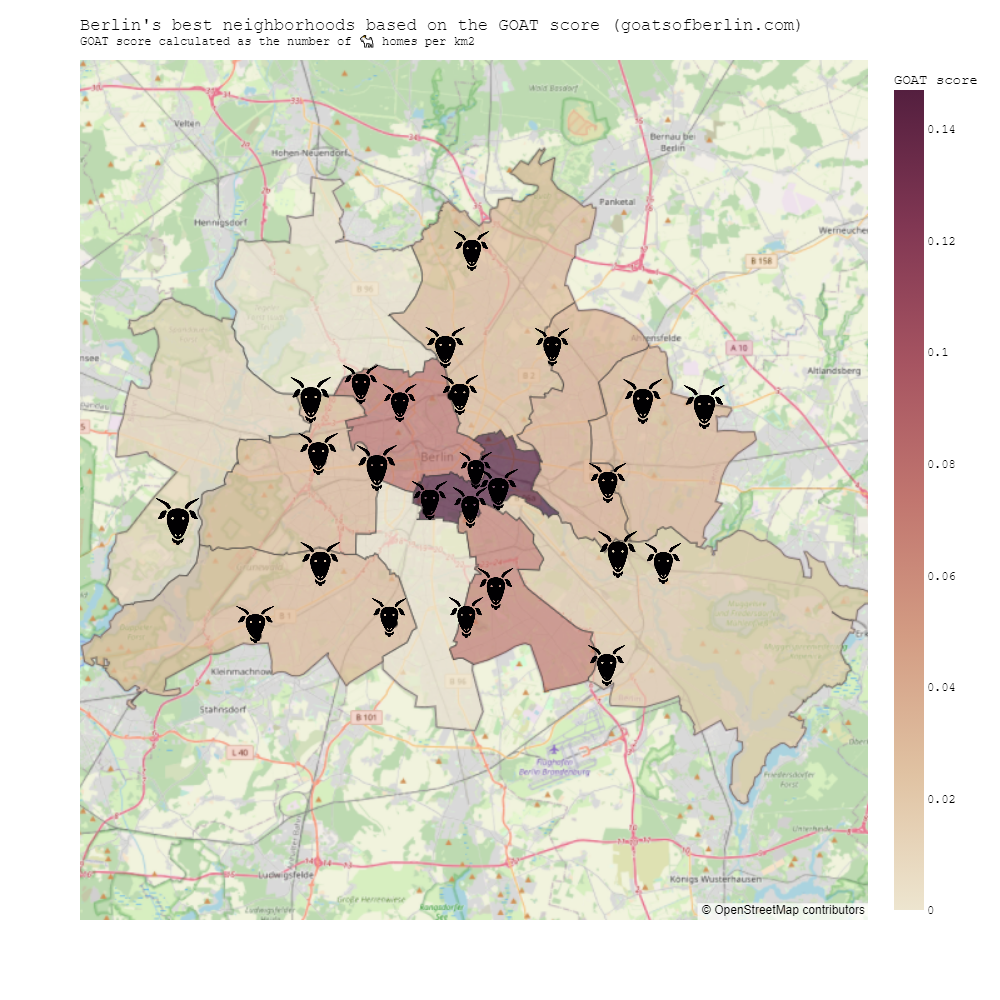 Berlin's best neighborhoods based on the GOAT score (goatsofberlin.com)
GOAT score calculated as the number of 🐐 homes per km2
GOAT score
0.14
0.12
0.1
0.08
0.06
0.04
0.02
0
Velten
Hohen-Neuendorf
Bernau bei
Berlin
Hennigsdorf
Panketal
Werneuchen
B 158
B 96
A 10
Altlandsberg
B 2
Berlin
B 1
Kleinmachnow
Stahnsdorf
B 96
B 101
L 40
Flughafen
Berlin Brandenburg
Ludwigsfelde
Königs Wusterhausen
Rangsdorfer
See
© OpenStreetMap contributors